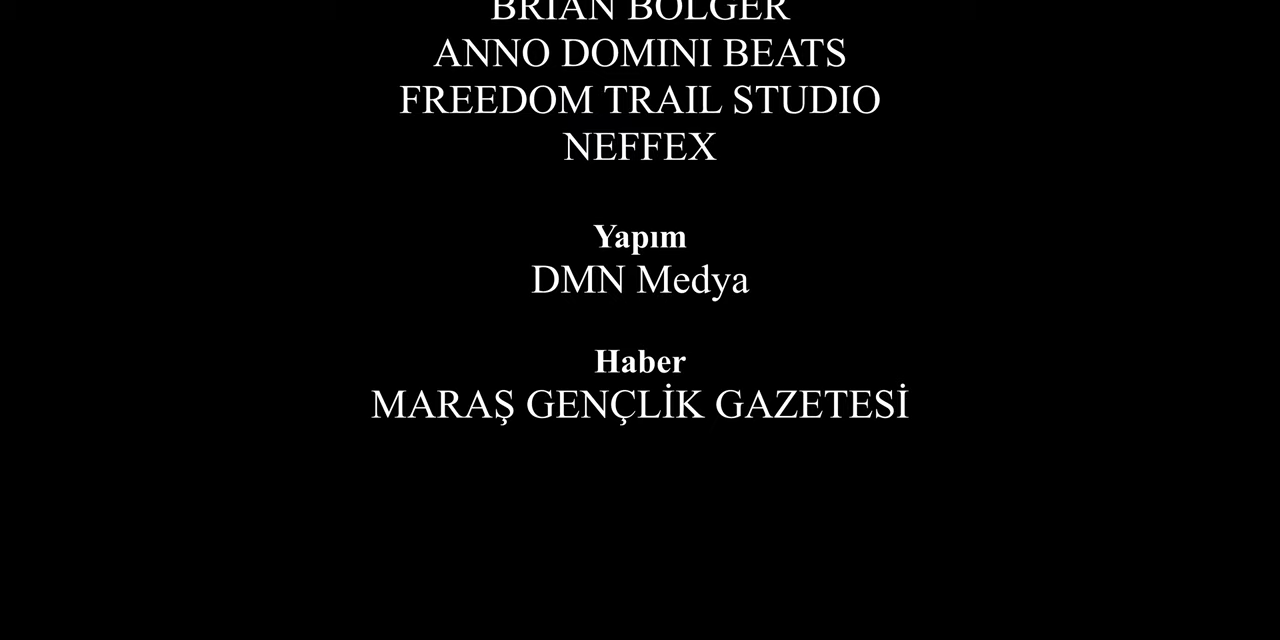 BRIAN BOLGER
ANNO DOMINI BEATS
FREEDOM TRAIL STUDIO
NEFFEX
Yapım
DMN Medya
Haber
MARAŞ GENÇLİK GAZETESİ